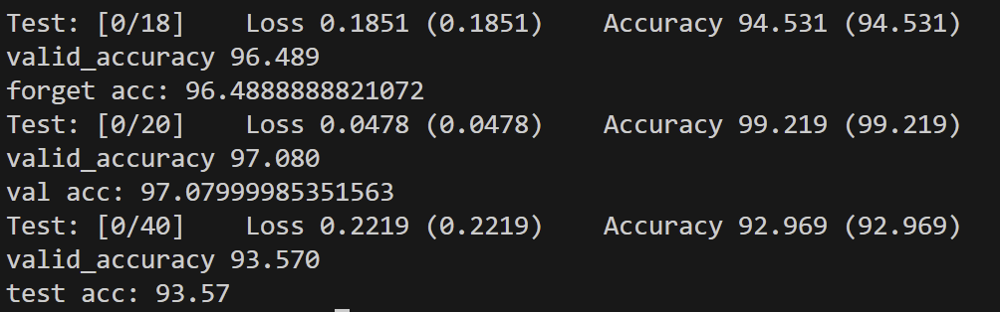 Test: [0/18]    Loss 0.1851 (0.1851)    Accuracy 94.531 (94.531)
valid_accuracy 96.489
forget acc: 96.4888888821072
Test: [0/20]    Loss 0.0478 (0.0478)    Accuracy 99.219 (99.219)
valid_accuracy 97.080
val acc: 97.07999985351563
Test: [0/40]    Loss 0.2219 (0.2219)    Accuracy 92.969 (92.969)
valid_accuracy 93.570
test acc: 93.57